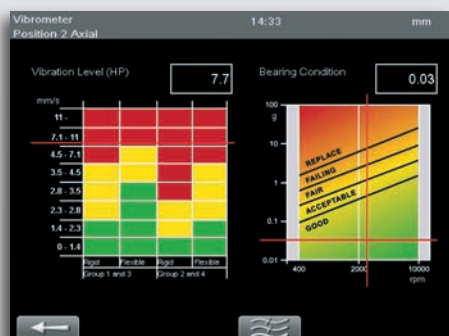 Vibrometer 14:33 mm
Position 2 Axial
Vibration Level (HP) 7.7
Bearing Condition 0.03
mm/s
11 -
7.1 - 11
4.5 - 7.1
3.5 - 4.5
2.8 - 3.5
2.3 - 2.8
1.4 - 2.3
0 - 1.4
Rigid Flexible Rigid Flexible
Group 1 and 3 Group 2 and 4
100
g
10
1
0.1
0.01
REPLACE
FAILING
FAIR
ACCEPTABLE
GOOD
400 2000 10000
rpm